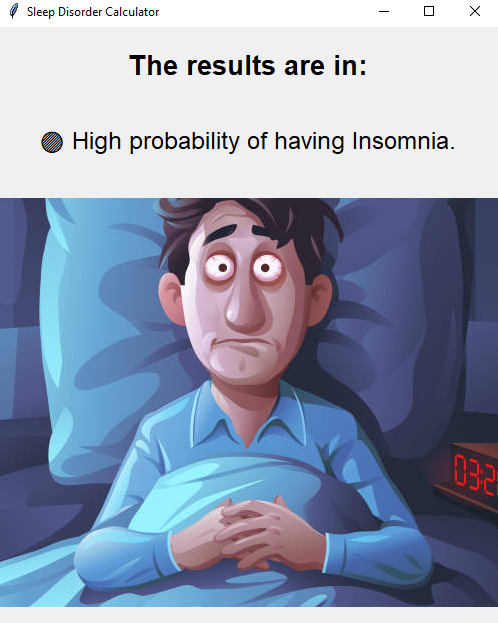 Sleep Disorder Calculator
The results are in:
High probability of having Insomnia.
03:2